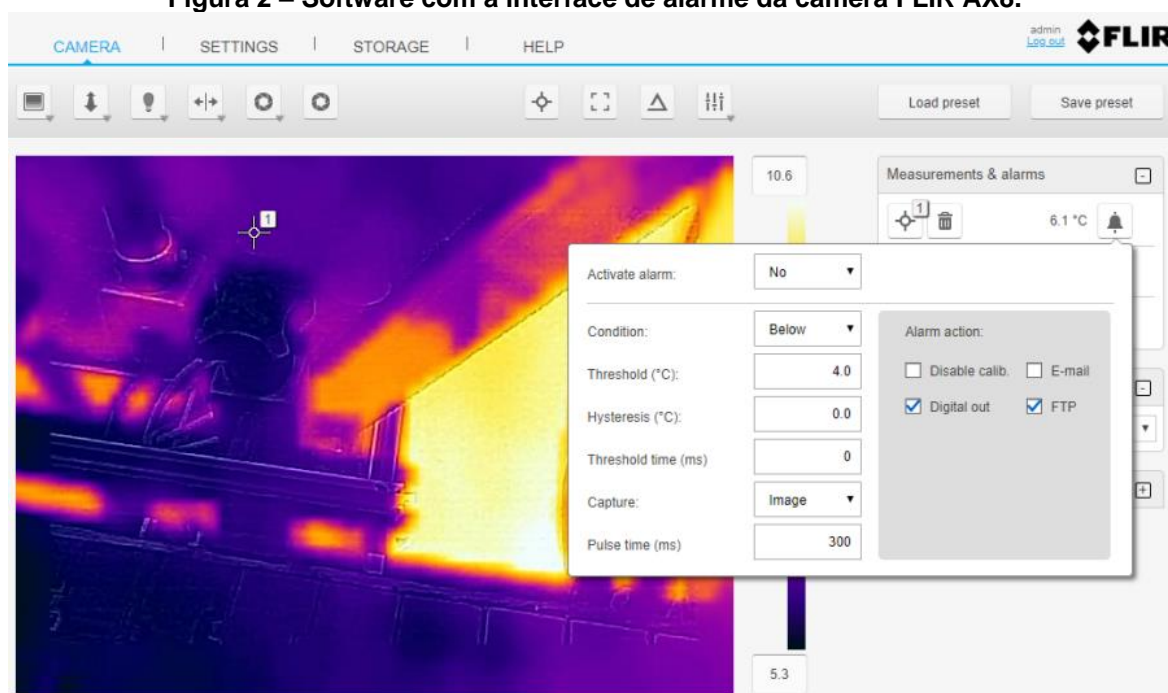 Figura 2 – Software com a interface de alarme da câmera FLIR AX8.
CAMERA | SETTINGS | STORAGE | HELP
admin
Log out
FLIR
Load preset Save preset
10.6
Measurements & alarms
1
6.1 °C
1
Activate alarm: No
Condition: Below
Alarm action:
Threshold (°C): 4.0
Disable calib. E-mail
Hysteresis (°C): 0.0
Digital out FTP
Threshold time (ms) 0
Capture: Image
Pulse time (ms) 300
5.3